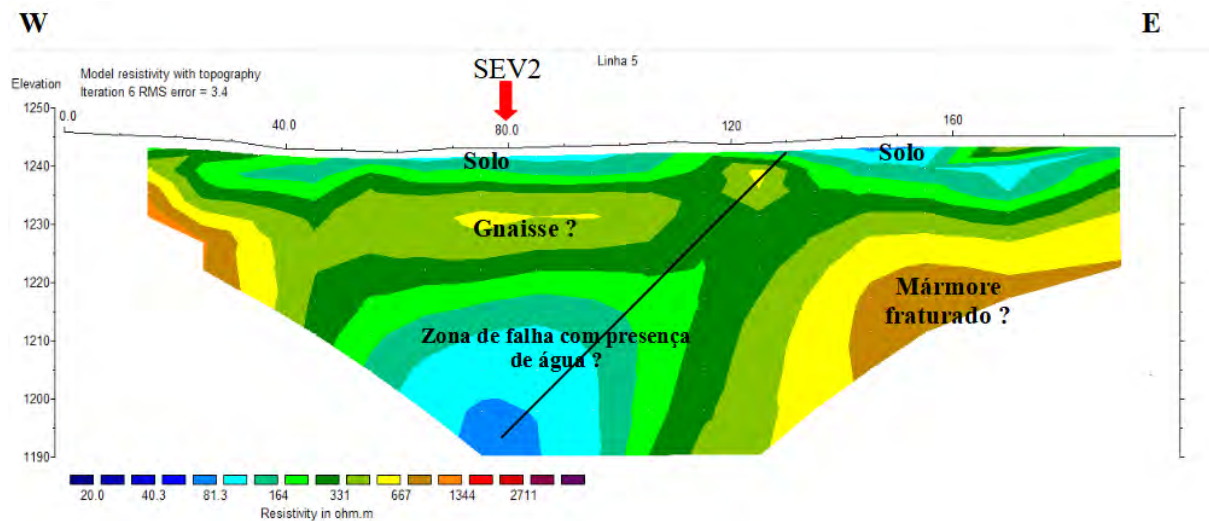 W
E
Linha 5
Model resistivity with topography
Iteration 6 RMS error = 3.4
SEV2
Elevation
0.0 40.0 80.0 120 160
1250
1240
1230
1220
1210
1200
1190
Solo
Solo
Gnaisse ?
Mármore
fraturado ?
Zona de falha com presença
de água ?
20.0 40.3 81.3 164 331 667 1344 2711
Resistivity in ohm.m